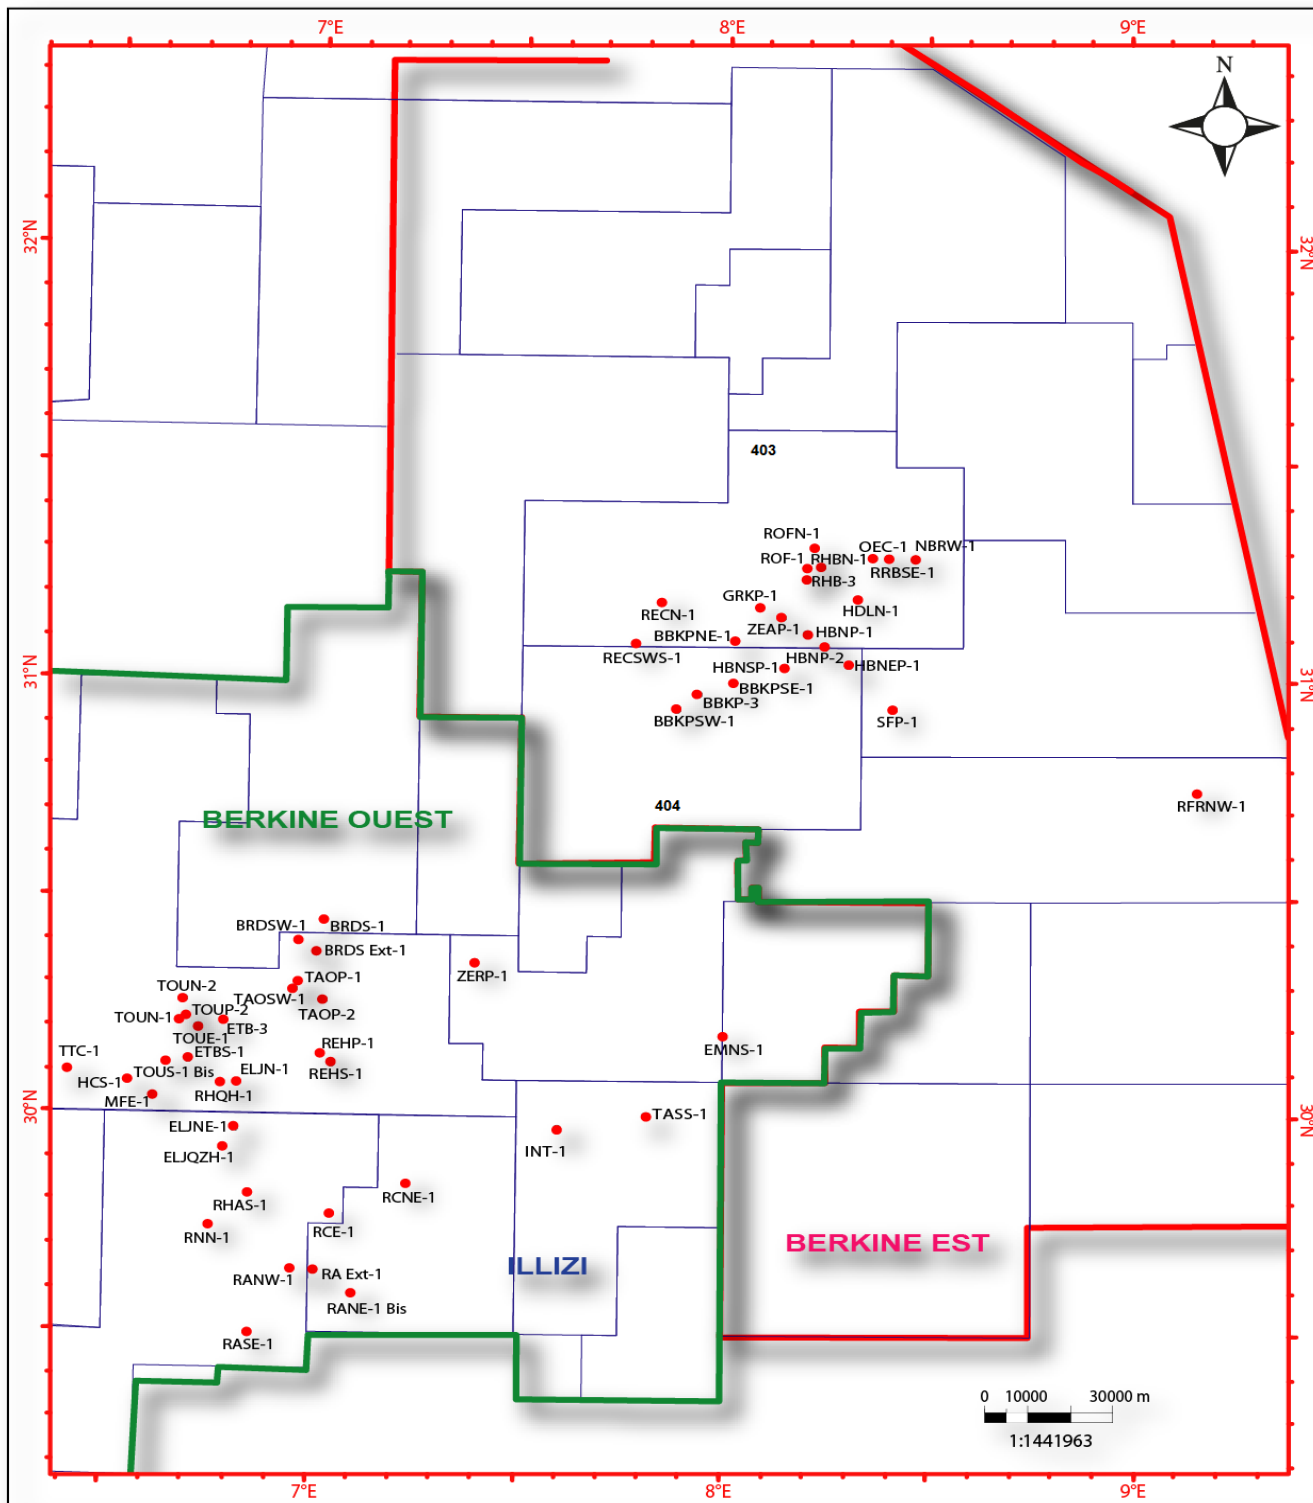 7°E 8°E 9°E
N
32°N 32°N
403
ROFN-1
OEC-1 NBRW-1
ROF-1 RHBN-1
RRBSE-1
RHB-3
GRKP-1
HDLN-1
RECN-1
ZEAP-1 HBNP-1
BBKPNE-1
RECSWS-1 HBNP-2
31°N HBNSP-1 HBNEP-1 31°N
BBKPSE-1
BBKP-3
BBKPSW-1 SFP-1
404
RFRNW-1
BERKINE OUEST
BRDSW-1 BRDS-1
BRDS Ext-1
ZERP-1
TAOP-1
TOUN-2
TAOSW-1
TOUP-2 TAOP-2
TOUN-1
ETB-3
TOUE-1
REHP-1
EMNS-1
TTC-1 ETBS-1
TOUS-1 Bis ELJN-1 REHS-1
HCS-1
RHQH-1
MFE-1
30°N 30°N
TASS-1
ELJNE-1
INT-1
ELJQZH-1
RCNE-1
RHAS-1
RCE-1
RNN-1
BERKINE EST
ILLIZI
RANW-1 RA Ext-1
RANE-1 Bis
RASE-1
0 10000 30000 m
1:1441963
7°E 8°E 9°E